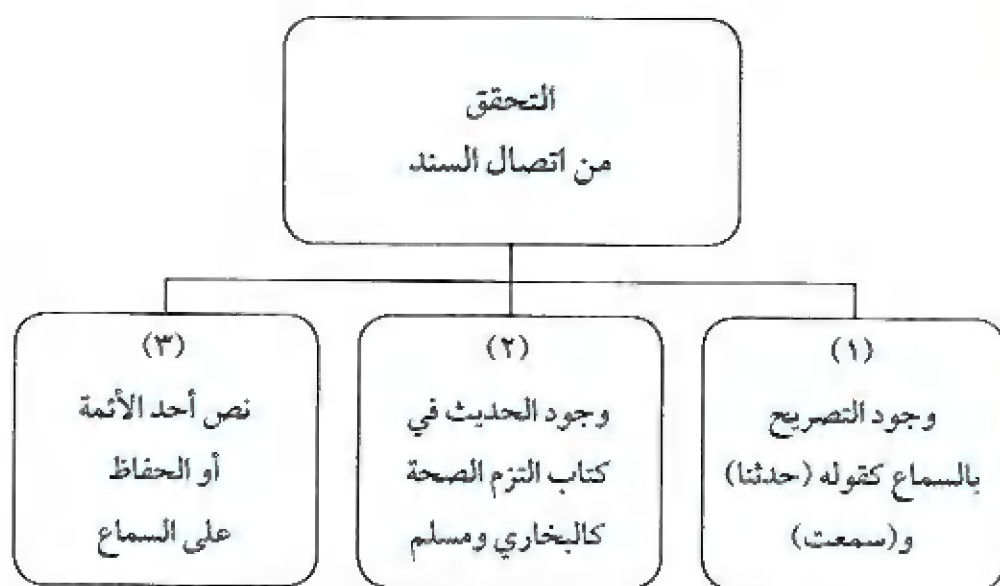 التحقق
من اتصال السند
(١)
وجود التصريح
بالسماع كقوله (حدثنا)
و(سمعت)
(٢)
وجود الحديث في
كتاب التزم الصحة
كالبخاري ومسلم
(٣)
نص أحد الأئمة
أو الحفاظ
على السماع